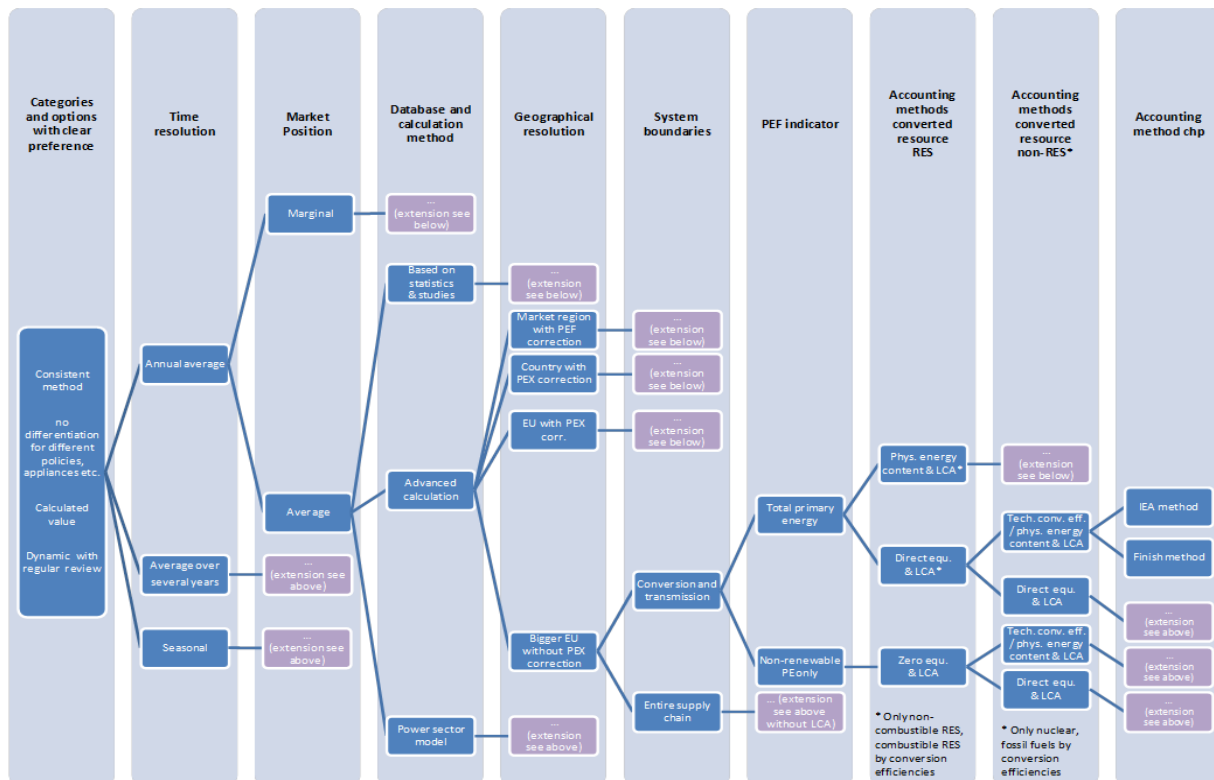 Categories
and options
with clear
preference
Time
resolution
Market
Position
Database and
calculation
method
Geographical
resolution
System
boundaries
PEF indicator
Accounting
methods
converted
resource
RES
Accounting
methods
converted
resource
non-RES*
Accounting
method chp
Consistent
method
no
differentiation
for different
policies,
appliances etc.
Calculated
value
Dynamic with
regular review
Annual average
Average over
several years
Seasonal
Marginal
Average
...
(extension see
above)
...
(extension see
above)
...
(extension see
below)
Based on
statistics
& studies
Advanced
calculation
Power sector
model
...
(extension
see below)
Market region
with PEF
correction
Country with
PEX correction
EU with PEX
corr.
Bigger EU
without PEX
correction
...
(extension
see above)
...
(extension
see below)
...
(extension
see below)
...
(extension
see below)
Conversion and
transmission
Entire supply
chain
Total primary
energy
Non-renewable
PE only
... (extension
see above
without LCA)
Phys. energy
content & LCA*
Direct equ.
& LCA*
Zero equ.
& LCA
* Only non-
combustible RES,
combustible RES
by conversion
efficiencies
...
(extension
see below)
Tech. conv. eff.
/ phys. energy
content & LCA
Direct equ.
& LCA
Tech. conv. eff.
/ phys. energy
content & LCA
Direct equ.
& LCA
* Only nuclear,
fossil fuels by
conversion
efficiencies
IEA method
Finish method
...
(extension
see above)
...
(extension
see above)
...
(extension
see above)